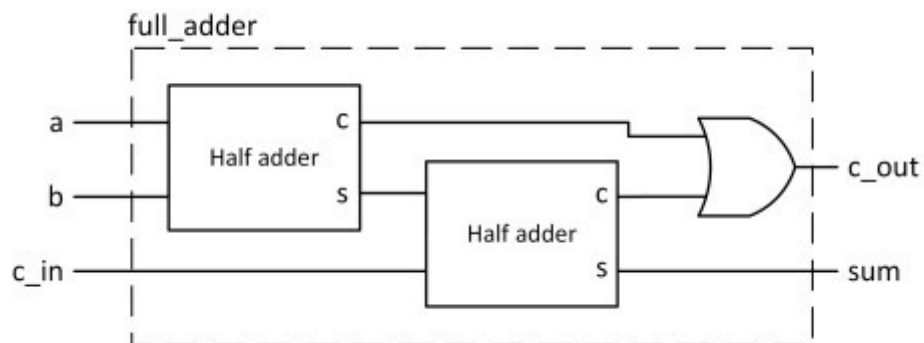 full_adder
a
c
Half adder
b
s
c
c_out
Half adder
c_in
s
sum